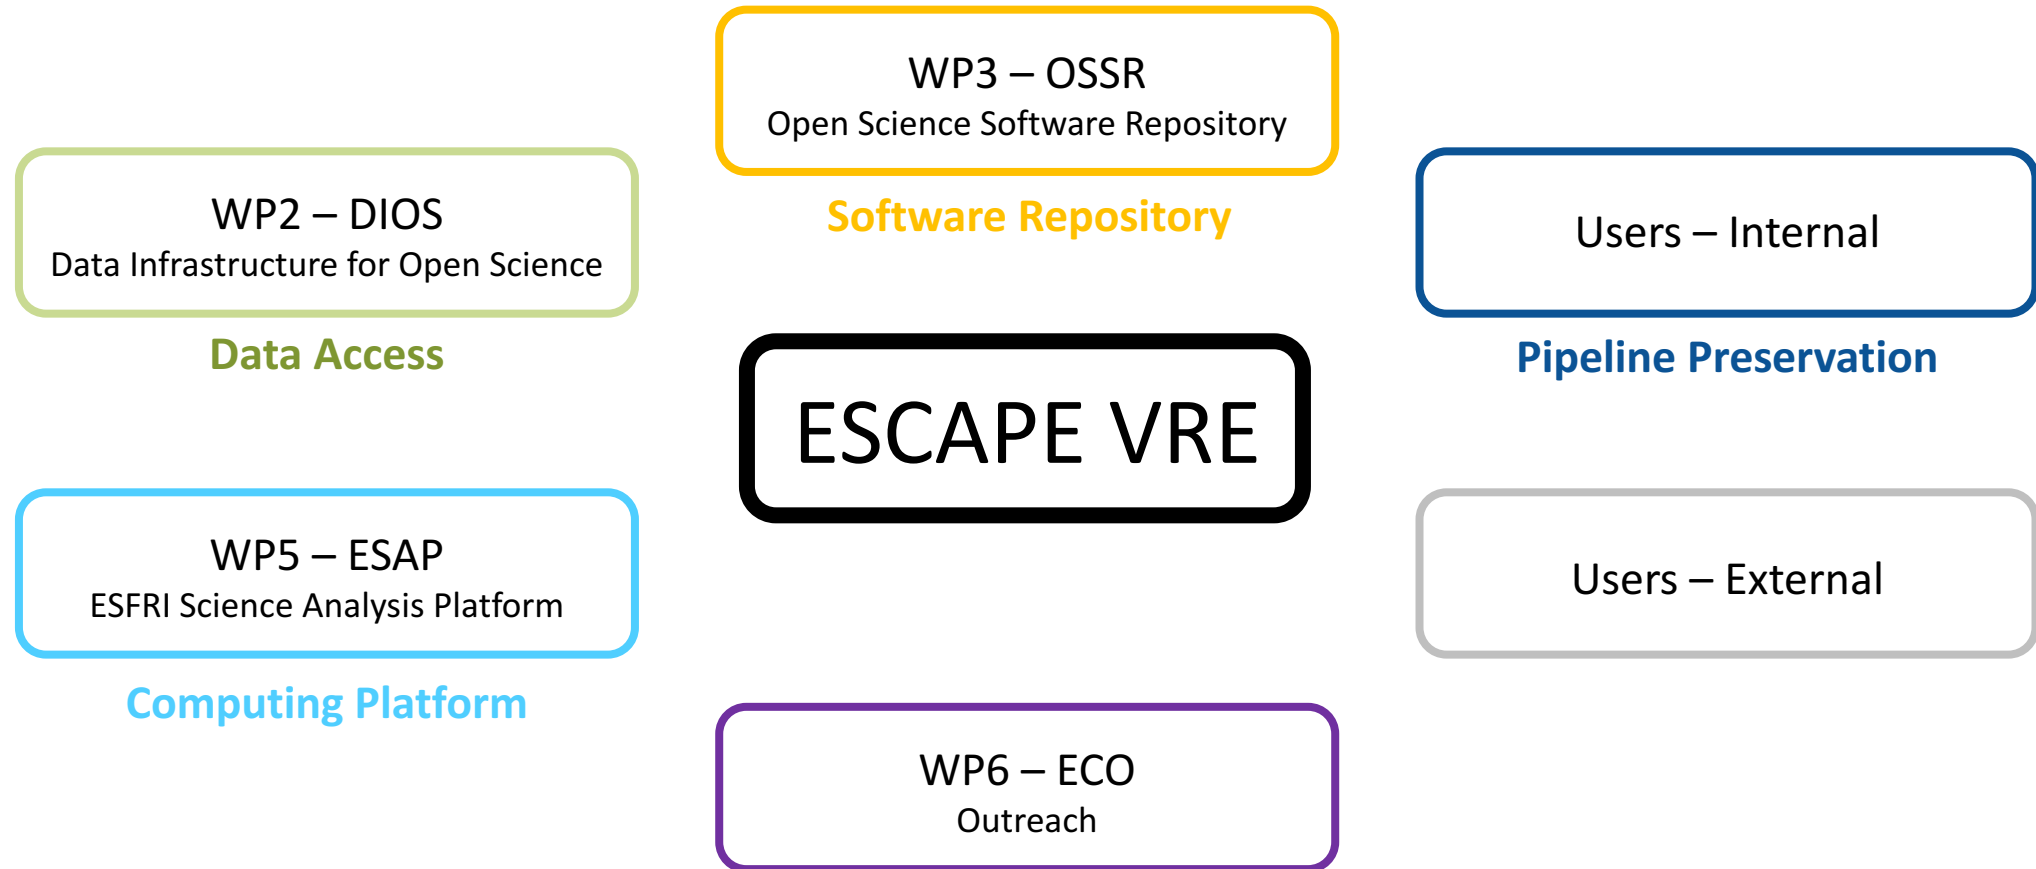 WP3 – OSSR
Open Science Software Repository
Software Repository
WP2 – DIOS
Data Infrastructure for Open Science
Data Access
Users – Internal
Pipeline Preservation
ESCAPE VRE
WP5 – ESAP
ESFRI Science Analysis Platform
Computing Platform
Users – External
WP6 – ECO
Outreach